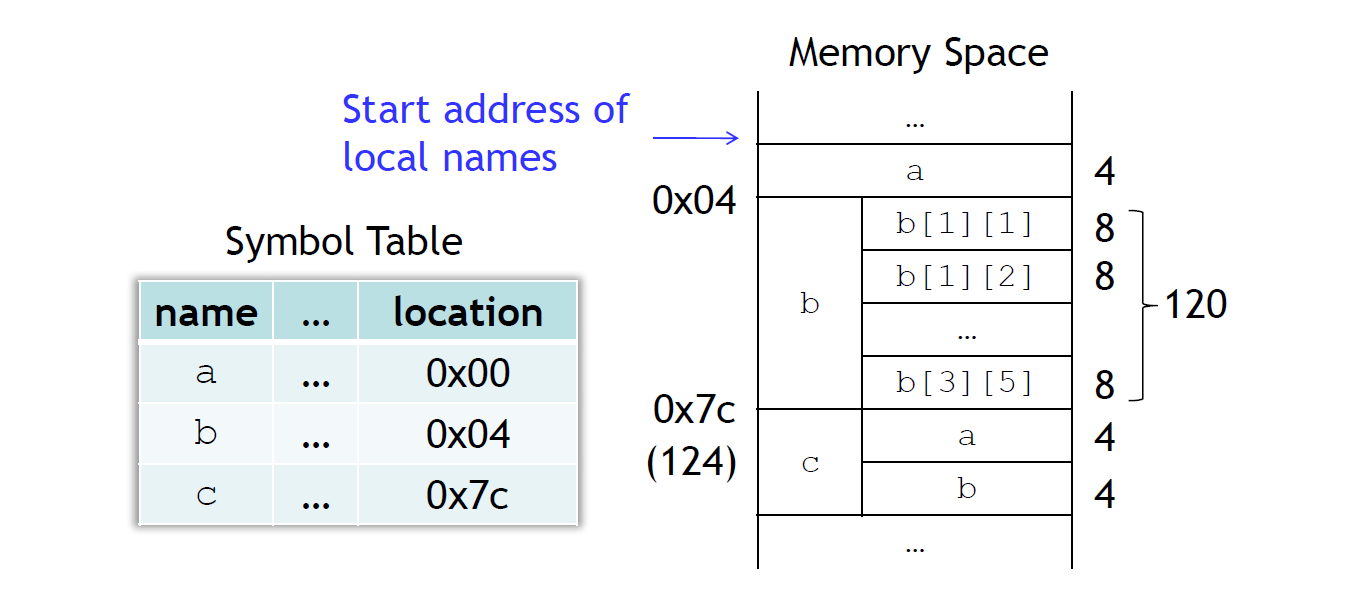 Memory Space
Start address of
local names
...
a 4
0x04
b
b[1][1] 8
b[1][2] 8
...
b[3][5] 8
120
0x7c
(124)
c
a 4
b 4
...
Symbol Table
name ... location
a ... 0x00
b ... 0x04
c ... 0x7c